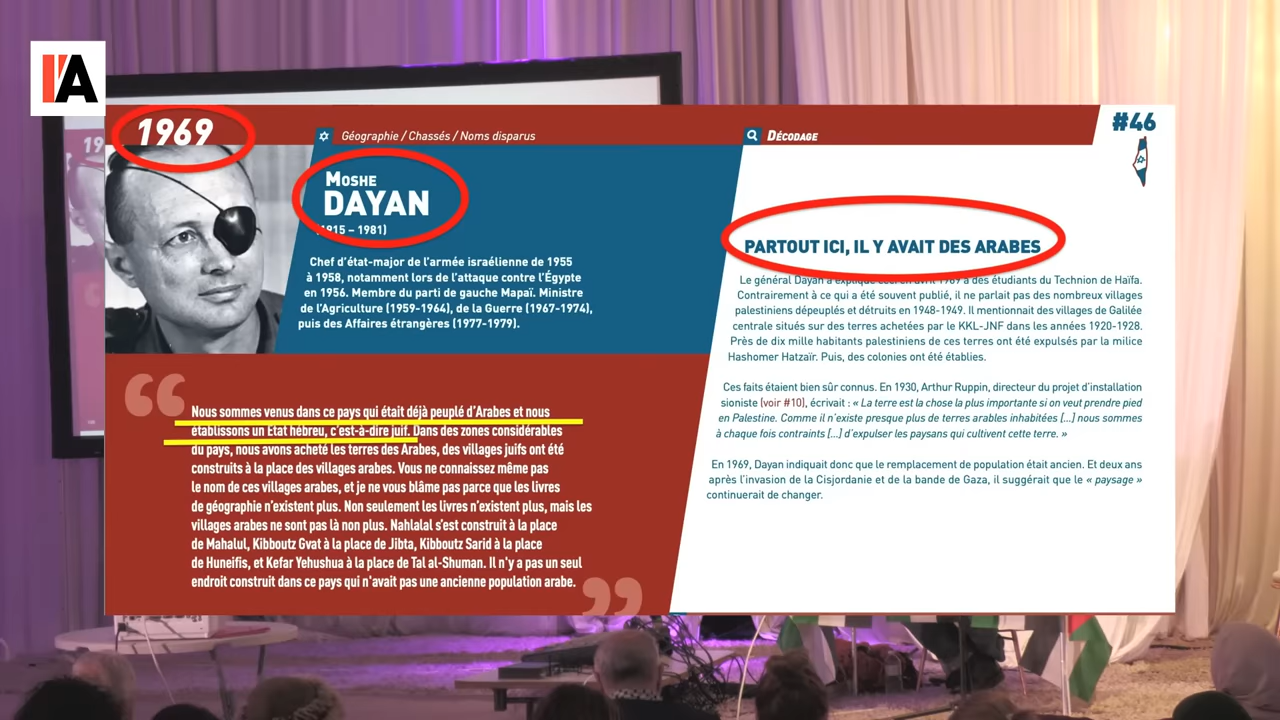 I'A
1969
Géographie / Chassés / Noms disparus
DÉCODAGE
#46
MOSHE
DAYAN
(1915 – 1981)
Chef d'état-major de l'armée israélienne de 1955
à 1958, notamment lors de l'attaque contre l'Égypte
en 1956. Membre du parti de gauche Mapaï. Ministre
de l'Agriculture (1959-1964), de la Guerre (1967-1974),
puis des Affaires étrangères (1977-1979).
“
Nous sommes venus dans ce pays qui était déjà peuplé d'Arabes et nous
établissons un État hébreu, c'est-à-dire juif. Dans des zones considérables
du pays, nous avons acheté les terres des Arabes, des villages juifs ont été
construits à la place des villages arabes. Vous ne connaissez même pas
le nom de ces villages arabes, et je ne vous blâme pas parce que les livres
de géographie n'existent plus. Non seulement les livres n'existent plus, mais les
villages arabes ne sont pas là non plus. Nahlalal s'est construit à la place
de Mahalul, Kibboutz Gvat à la place de Jibta, Kibboutz Sarid à la place
de Huneifis, et Kefar Yehushua à la place de Tal al-Shuman. Il n'y a pas un seul
endroit construit dans ce pays qui n'avait pas une ancienne population arabe.
”
PARTOUT ICI, IL Y AVAIT DES ARABES
Le général Dayan a expliqué ceci en avril 1969 à des étudiants du Technion de Haïfa.
Contrairement à ce qui a été souvent publié, il ne parlait pas des nombreux villages
palestiniens dépeuplés et détruits en 1948-1949. Il mentionnait des villages de Galilée
centrale situés sur des terres achetées par le KKL-JNF dans les années 1920-1928.
Près de dix mille habitants palestiniens de ces terres ont été expulsés par la milice
Hashomer Hatzaïr. Puis, des colonies ont été établies.
Ces faits étaient bien sûr connus. En 1930, Arthur Ruppin, directeur du projet d'installation
sioniste (voir #10), écrivait : « La terre est la chose la plus importante si on veut prendre pied
en Palestine. Comme il n'existe presque plus de terres arables inhabitées [...] nous sommes
à chaque fois contraints [...] d'expulser les paysans qui cultivent cette terre. »
En 1969, Dayan indiquait donc que le remplacement de population était ancien. Et deux ans
après l'invasion de la Cisjordanie et de la bande de Gaza, il suggérait que le « paysage »
continuerait de changer.